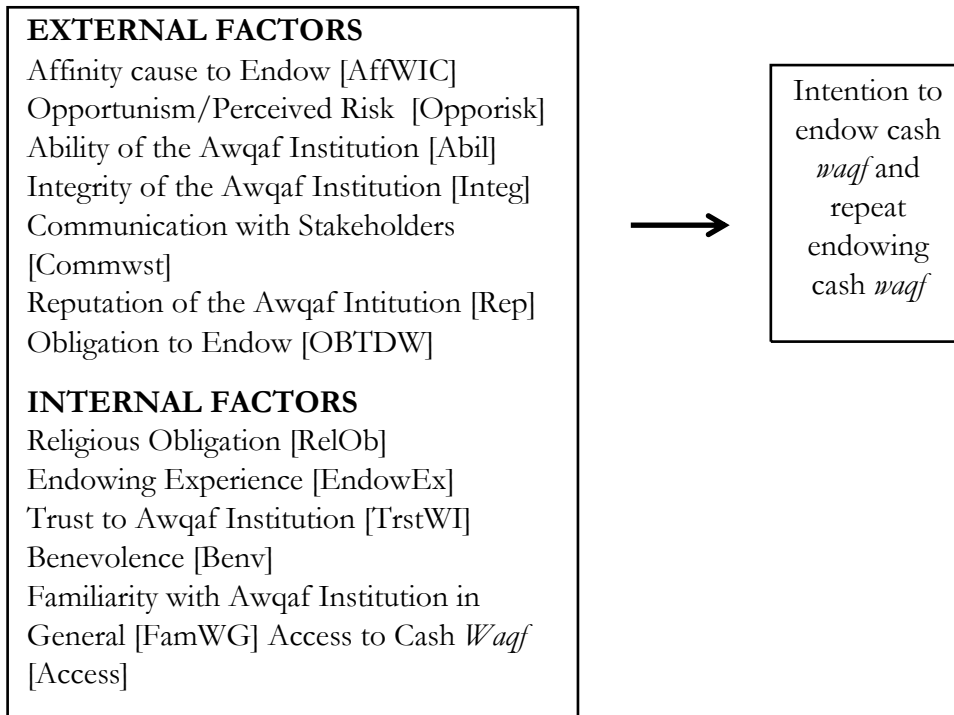 EXTERNAL FACTORS
Affinity cause to Endow [AffWIC]
Opportunism/Perceived Risk [Opporisk]
Ability of the Awqaf Institution [Abil]
Integrity of the Awqaf Institution [Integ]
Communication with Stakeholders
[Commwst]
Reputation of the Awqaf Intitution [Rep]
Obligation to Endow [OBTDW]
INTERNAL FACTORS
Religious Obligation [RelOb]
Endowing Experience [EndowEx]
Trust to Awqaf Institution [TrstWI]
Benevolence [Benv]
Familiarity with Awqaf Institution in
General [FamWG] Access to Cash Waqf
[Access]
Intention to
endow cash
waqf and
repeat
endowing
cash waqf